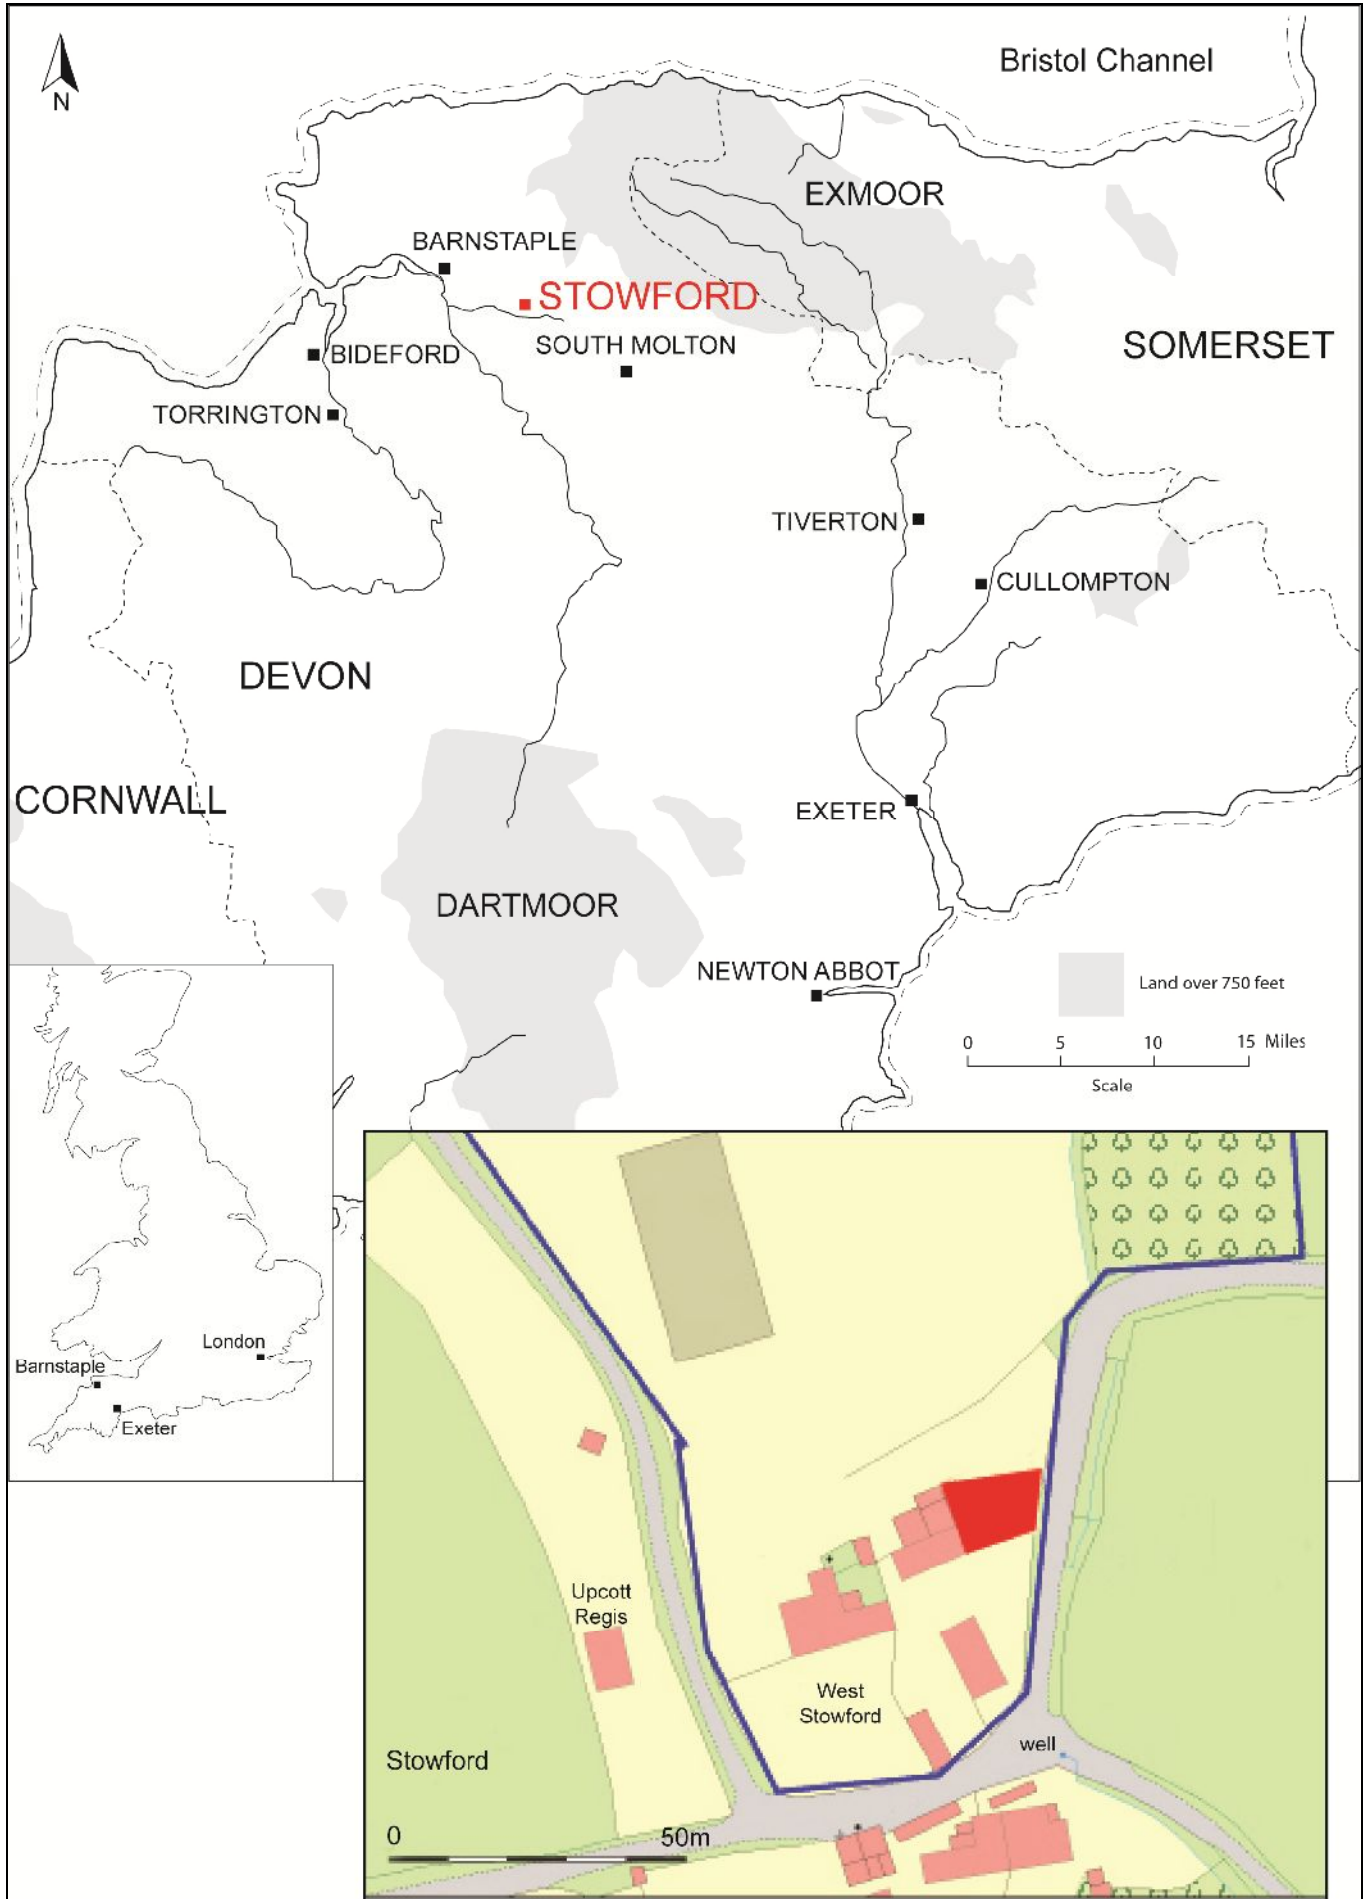 N
Bristol Channel
EXMOOR
BARNSTAPLE
STOWFORD
SOUTH MOLTON
SOMERSET
BIDEFORD
TORRINGTON
TIVERTON
CULLOMPTON
DEVON
CORNWALL
EXETER
DARTMOOR
NEWTON ABBOT
Land over 750 feet
0 5 10 15 Miles
Scale
London
Barnstaple
Exeter
Upcott
Regis
West
Stowford
well
Stowford
0 50m